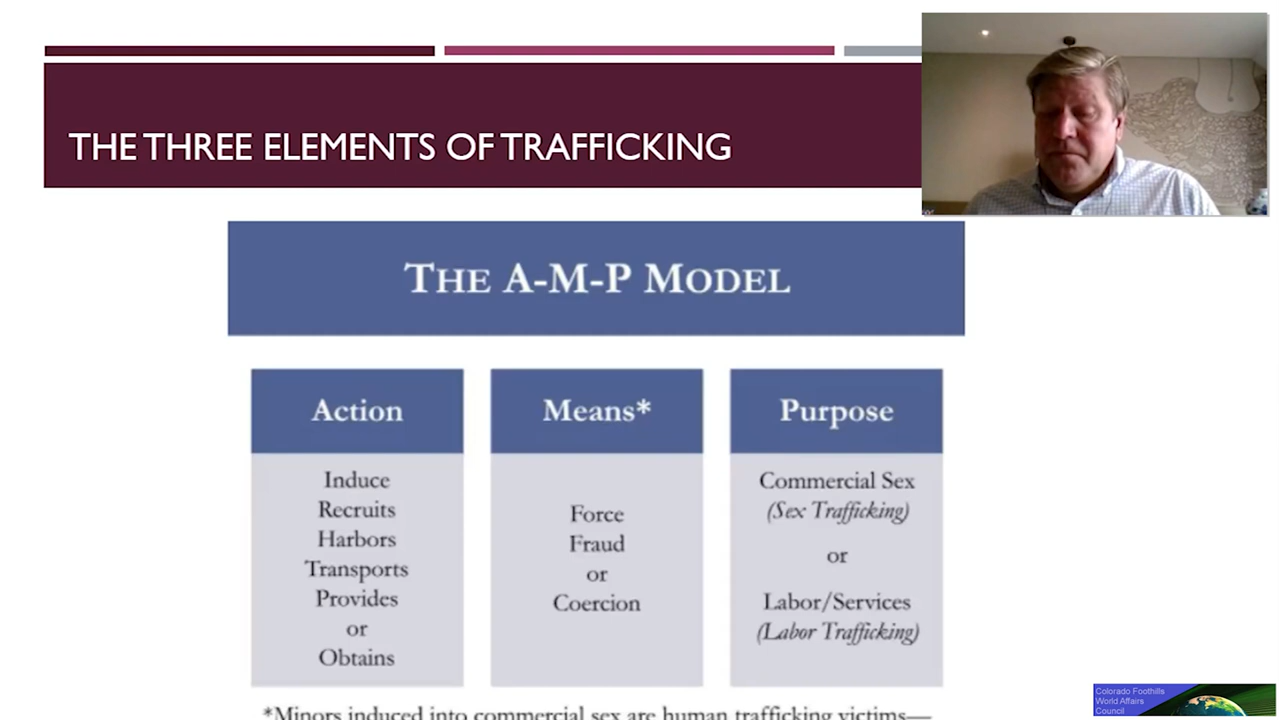 THE THREE ELEMENTS OF TRAFFICKING
THE A-M-P MODEL
Action
Induce
Recruits
Harbors
Transports
Provides
or
Obtains
Means*
Force
Fraud
or
Coercion
Purpose
Commercial Sex
(Sex Trafficking)
or
Labor/Services
(Labor Trafficking)
*Minors induced into commercial sex are human trafficking victims—
Colorado Foothills
World Affairs
Council